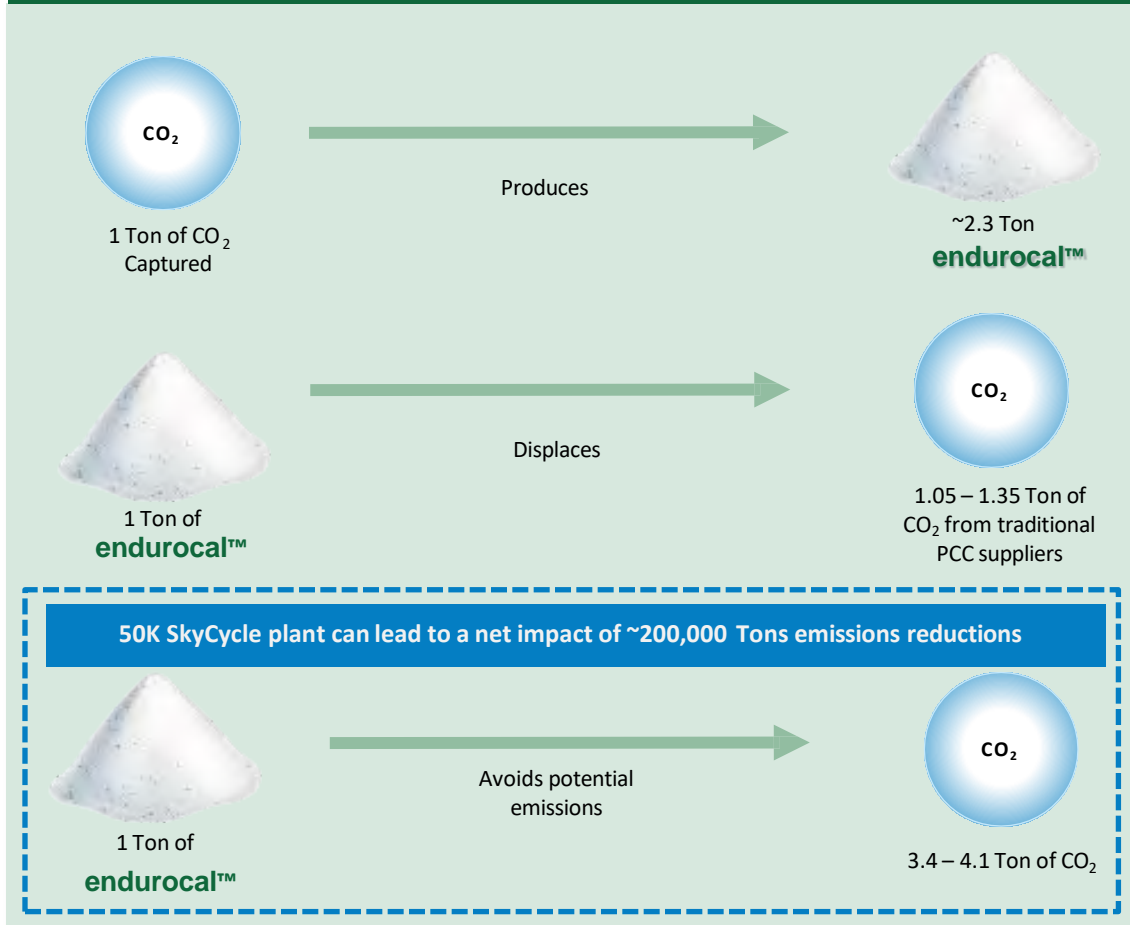 CO₂
Produces
1 Ton of CO₂
Captured
~2.3 Ton
endurocal™
CO₂
Displaces
1 Ton of
endurocal™
1.05 – 1.35 Ton of
CO₂ from traditional
PCC suppliers
50K SkyCycle plant can lead to a net impact of ~200,000 Tons emissions reductions
CO₂
Avoids potential
emissions
1 Ton of
endurocal™
3.4 – 4.1 Ton of CO₂